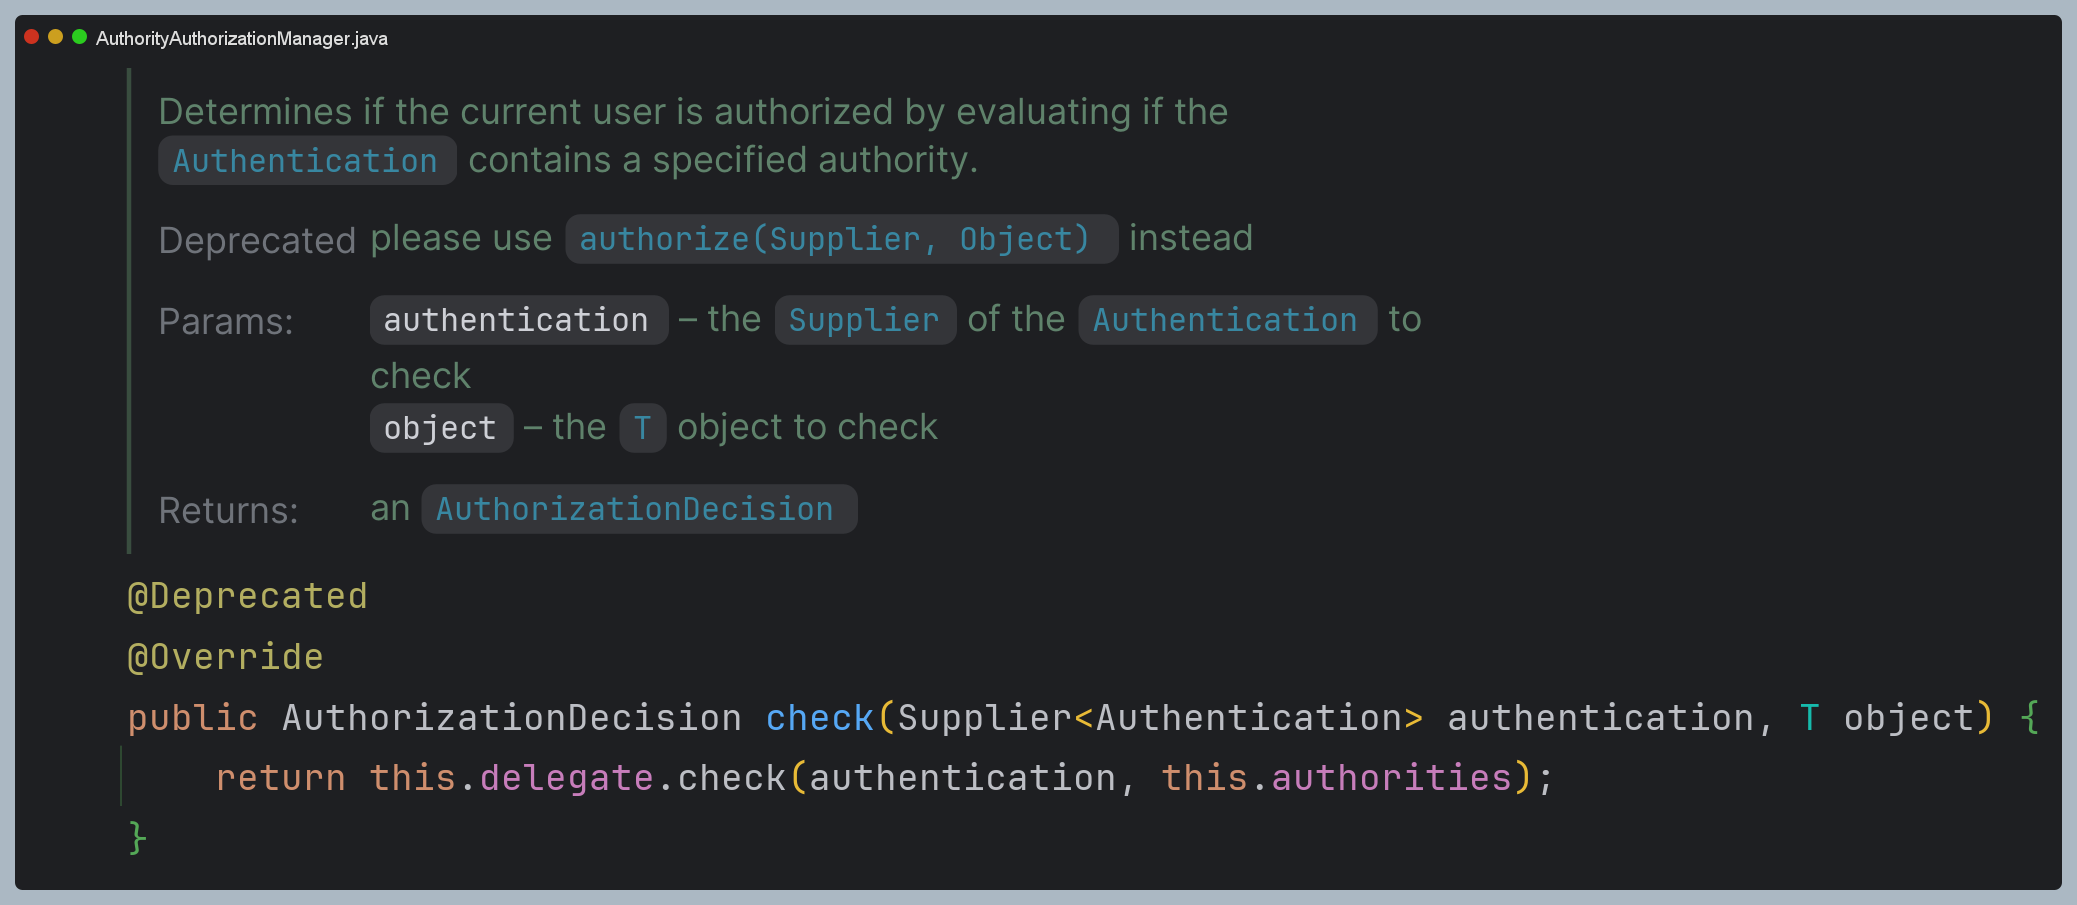 AuthorityAuthorizationManager.java
Determines if the current user is authorized by evaluating if the
Authentication contains a specified authority.
Deprecated please use authorize(Supplier, Object) instead
Params: authentication – the Supplier of the Authentication to
check
object – the T object to check
Returns: an AuthorizationDecision
@Deprecated
@Override
public AuthorizationDecision check(Supplier<Authentication> authentication, T object) {
    return this.delegate.check(authentication, this.authorities);
}